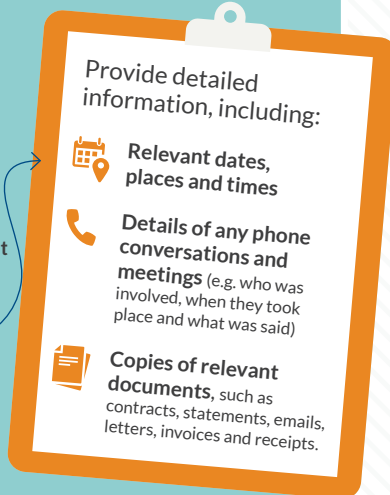 Provide detailed
information, including:
Relevant dates,
places and times
t
Details of any phone
conversations and
meetings (e.g. who was
involved, when they took
place and what was said)
Copies of relevant
documents, such as
contracts, statements, emails,
letters, invoices and receipts.